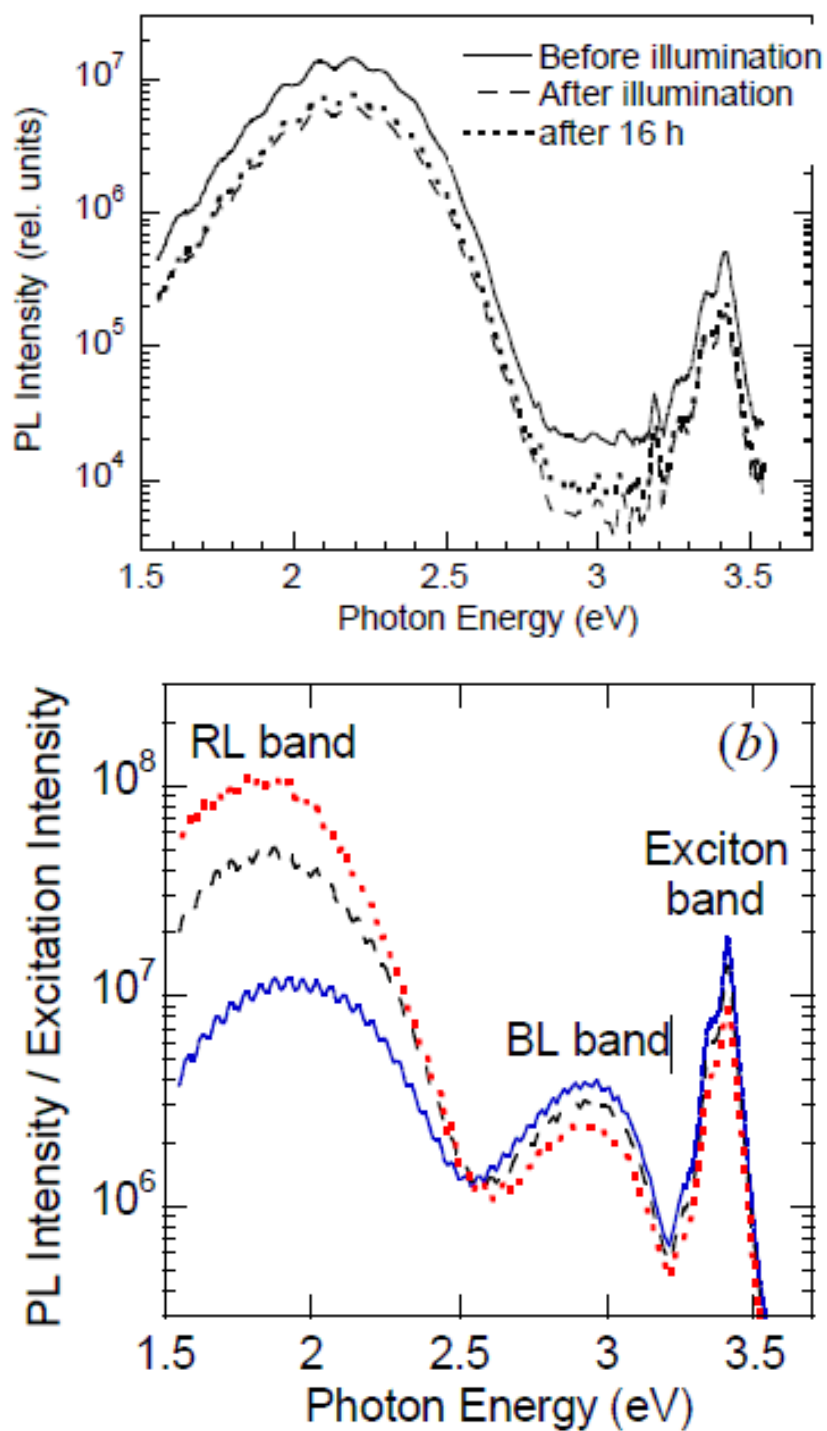 10^7
10^6
10^5
10^4
PL Intensity (rel. units)
Before illumination
After illumination
after 16 h
1.5 2 2.5 3 3.5
Photon Energy (eV)
PL Intensity / Excitation Intensity
10^8
10^7
10^6
RL band
(b)
Exciton
band
BL band
1.5 2 2.5 3 3.5
Photon Energy (eV)